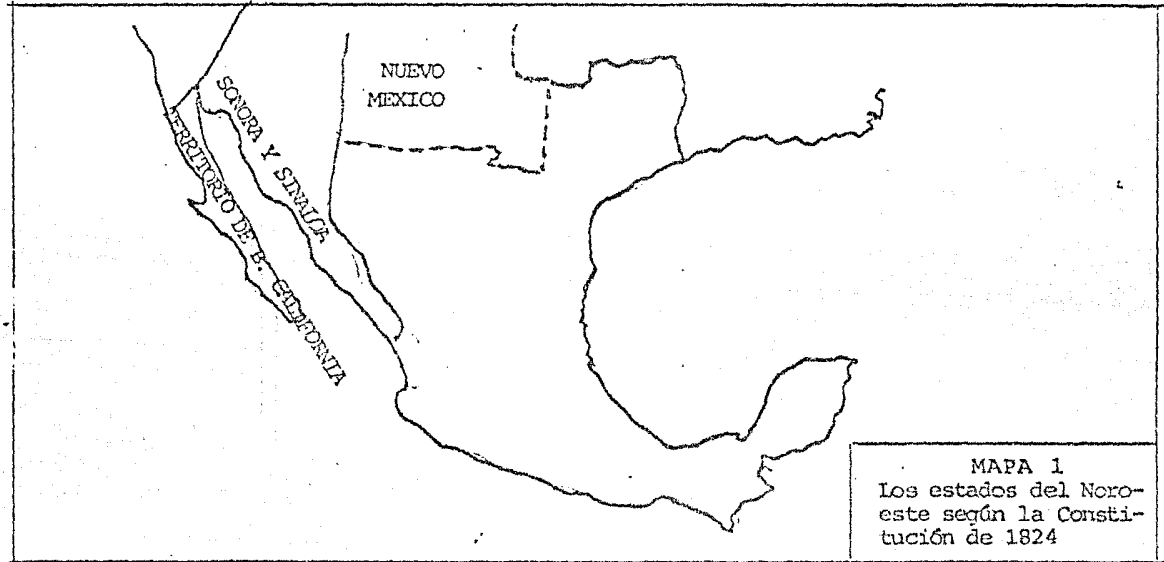 NUEVO
MEXICO
SONORA Y SINALOA
TERRITORIO DE B. CALIFORNIA
MAPA 1
Los estados del Noro-
este según la Consti-
tución de 1824